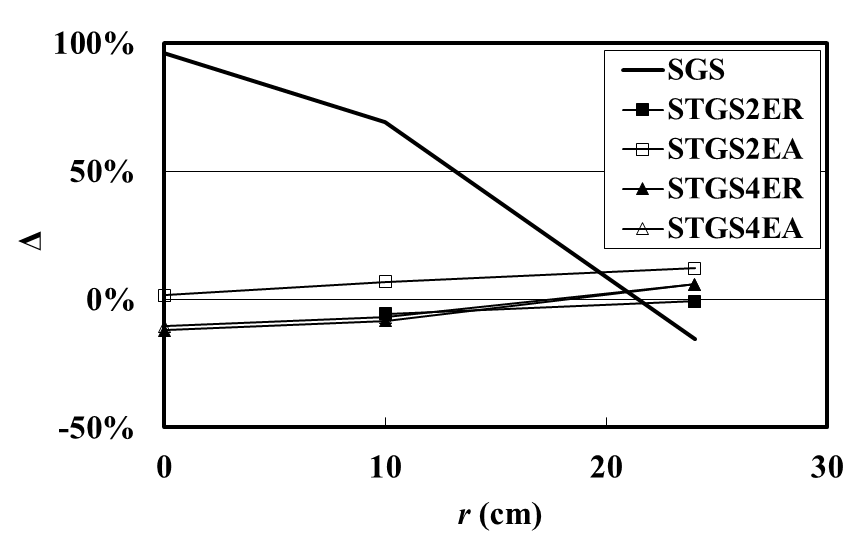 100%
50%
0%
-50%
Δ
0
10
20
30
r (cm)
SGS
STGS2ER
STGS2EA
STGS4ER
STGS4EA